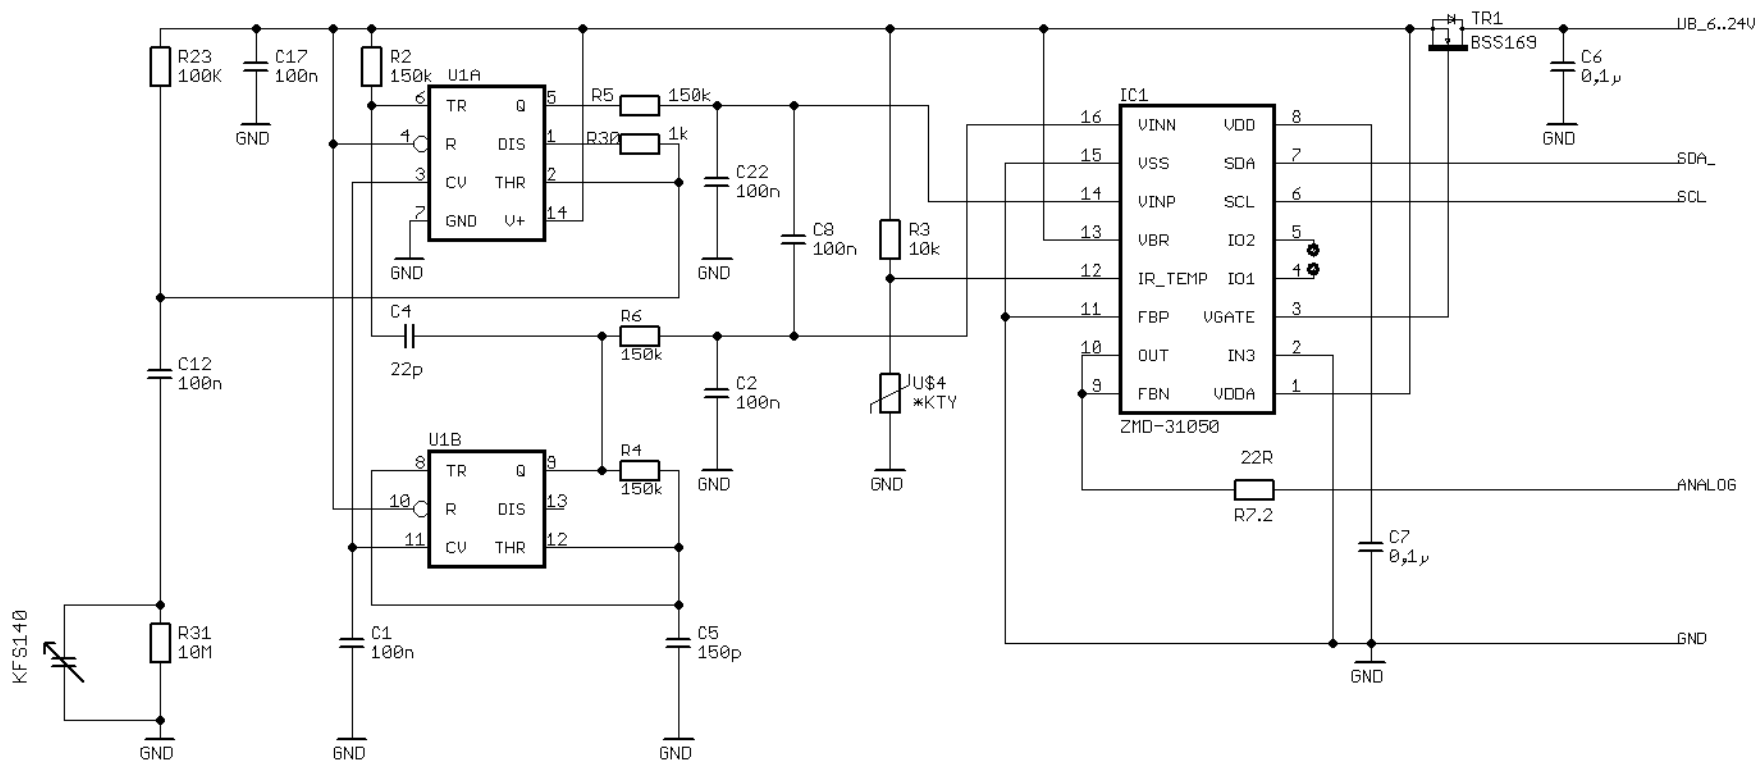 TR1
UB_6..24V
BSS169
R23
100K
C17
100n
R2
150k
U1A
C6
0,1µ
GND
GND
6 TR Q 5
R5 150k
4 R DIS 1
R30 1k
3 CV THR 2
7 GND V+ 14
GND
C22
100n
GND
C8
100n
R3
10k
IC1
16 VINN VDD 8
15 VSS SDA 7
SDA_
14 VINP SCL 6
SCL
13 VBR IO2 5
12 IR_TEMP IO1 4
11 FBP VGATE 3
10 OUT IN3 2
9 FBN VDDA 1
ZMD-31050
C4
22p
R6
150k
C12
100n
C2
100n
GND
U$4
*KTY
GND
U1B
8 TR Q 9
R4
150k
10 R DIS 13
11 CV THR 12
22R
R7.2
ANALOG
C7
0,1µ
GND
GND
KFS140
R31
10M
GND
C1
100n
GND
C5
150p
GND